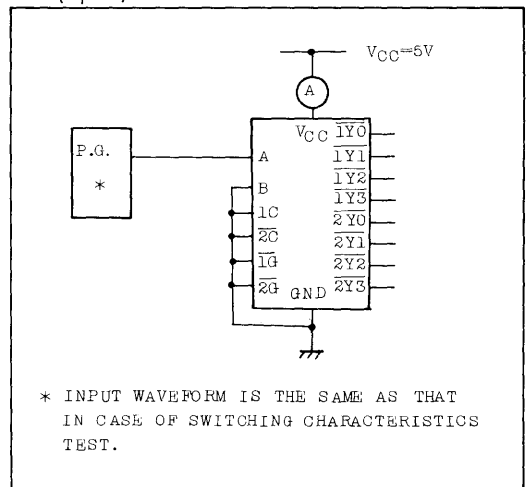 VCC=5V
A
P.G.
*
VCC
A
B
1C
2C
1G
2G
GND
1Y0
1Y1
1Y2
1Y3
2Y0
2Y1
2Y2
2Y3
* INPUT WAVEFORM IS THE SAME AS THAT
IN CASE OF SWITCHING CHARACTERISTICS
TEST.